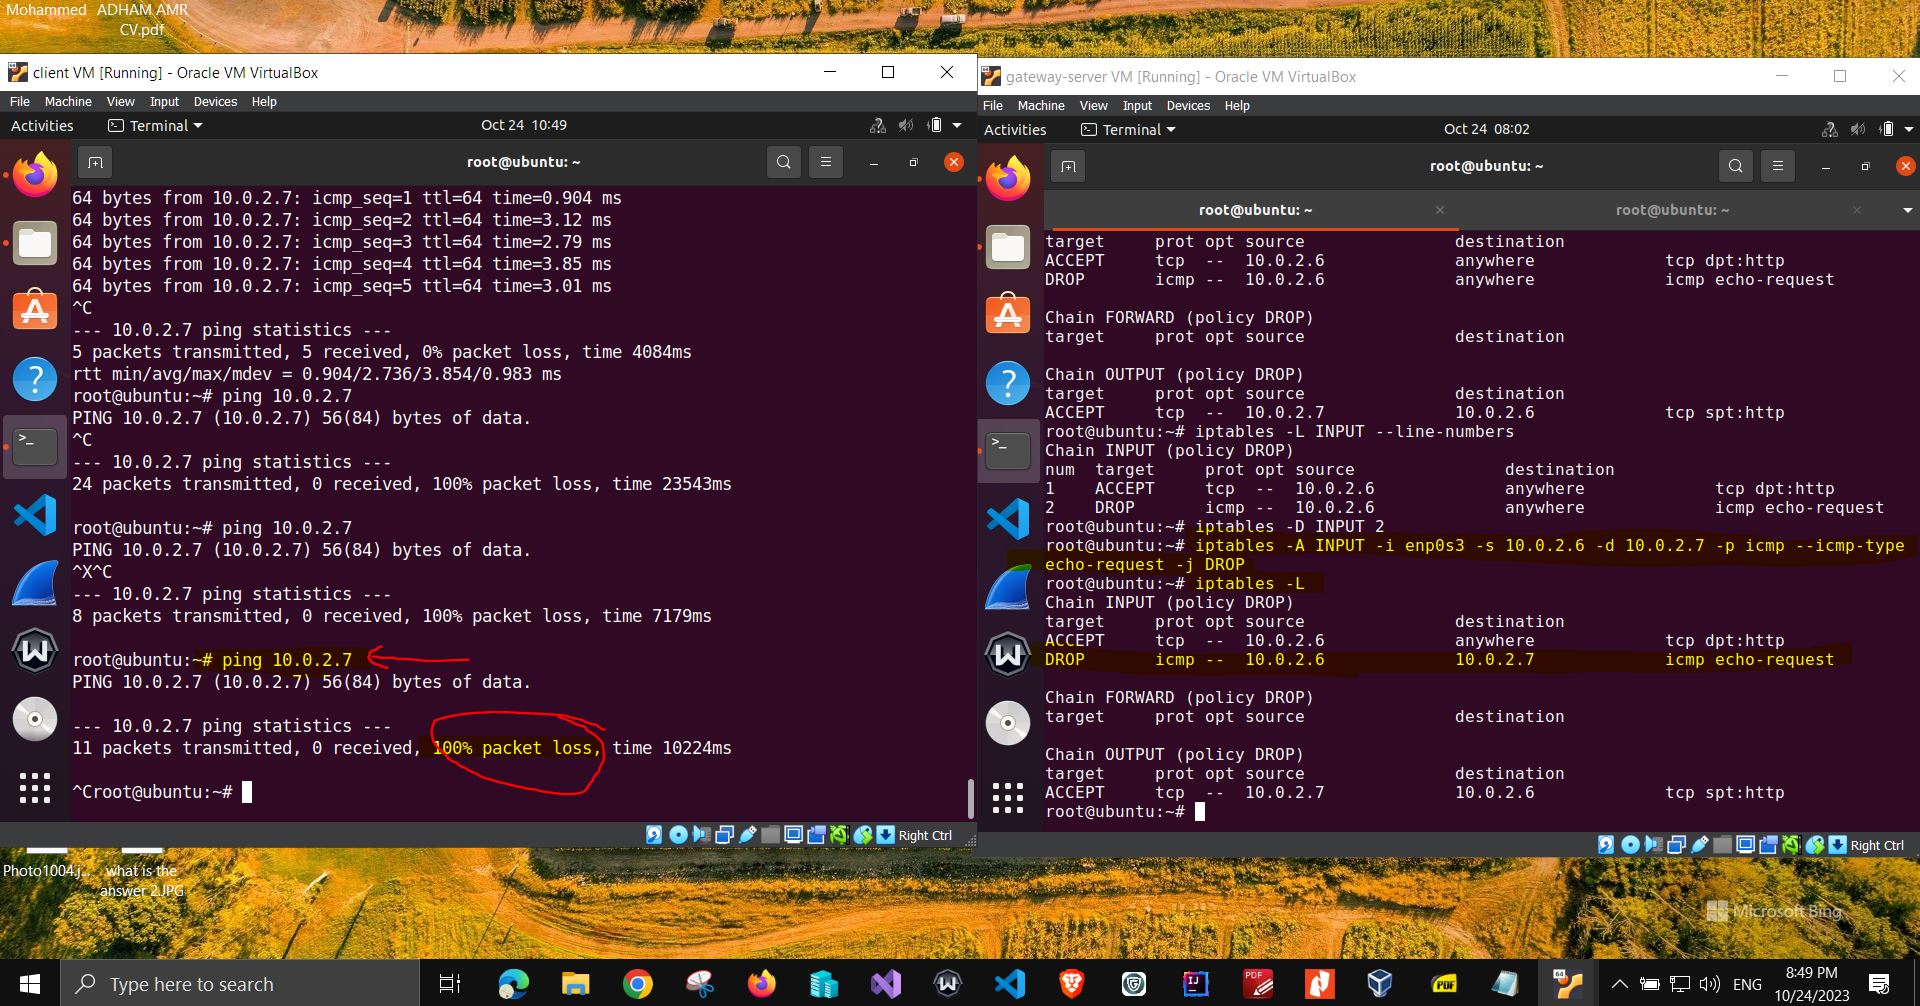 Mohammed ADHAM AMR
CV.pdf
client VM [Running] - Oracle VM VirtualBox
File Machine View Input Devices Help
Activities Terminal Oct 24 10:49
root@ubuntu: ~
64 bytes from 10.0.2.7: icmp_seq=1 ttl=64 time=0.904 ms
64 bytes from 10.0.2.7: icmp_seq=2 ttl=64 time=3.12 ms
64 bytes from 10.0.2.7: icmp_seq=3 ttl=64 time=2.79 ms
64 bytes from 10.0.2.7: icmp_seq=4 ttl=64 time=3.85 ms
64 bytes from 10.0.2.7: icmp_seq=5 ttl=64 time=3.01 ms
^C
--- 10.0.2.7 ping statistics ---
5 packets transmitted, 5 received, 0% packet loss, time 4084ms
rtt min/avg/max/mdev = 0.904/2.736/3.854/0.983 ms
root@ubuntu:~# ping 10.0.2.7
PING 10.0.2.7 (10.0.2.7) 56(84) bytes of data.
^C
--- 10.0.2.7 ping statistics ---
24 packets transmitted, 0 received, 100% packet loss, time 23543ms
root@ubuntu:~# ping 10.0.2.7
PING 10.0.2.7 (10.0.2.7) 56(84) bytes of data.
^X^C
--- 10.0.2.7 ping statistics ---
8 packets transmitted, 0 received, 100% packet loss, time 7179ms
root@ubuntu:~# ping 10.0.2.7
PING 10.0.2.7 (10.0.2.7) 56(84) bytes of data.
--- 10.0.2.7 ping statistics ---
11 packets transmitted, 0 received, 100% packet loss, time 10224ms
^Croot@ubuntu:~#
Right Ctrl
gateway-server VM [Running] - Oracle VM VirtualBox
File Machine View Input Devices Help
Activities Terminal Oct 24 08:02
root@ubuntu: ~
root@ubuntu: ~ root@ubuntu: ~
target prot opt source destination
ACCEPT tcp -- 10.0.2.6 anywhere tcp dpt:http
DROP icmp -- 10.0.2.6 anywhere icmp echo-request
Chain FORWARD (policy DROP)
target prot opt source destination
Chain OUTPUT (policy DROP)
target prot opt source destination
ACCEPT tcp -- 10.0.2.7 10.0.2.6 tcp spt:http
root@ubuntu:~# iptables -L INPUT --line-numbers
Chain INPUT (policy DROP)
num target prot opt source destination
1 ACCEPT tcp -- 10.0.2.6 anywhere tcp dpt:http
2 DROP icmp -- 10.0.2.6 anywhere icmp echo-request
root@ubuntu:~# iptables -D INPUT 2
root@ubuntu:~# iptables -A INPUT -i enp0s3 -s 10.0.2.6 -d 10.0.2.7 -p icmp --icmp-type
echo-request -j DROP
root@ubuntu:~# iptables -L
Chain INPUT (policy DROP)
target prot opt source destination
ACCEPT tcp -- 10.0.2.6 anywhere tcp dpt:http
DROP icmp -- 10.0.2.6 10.0.2.7 icmp echo-request
Chain FORWARD (policy DROP)
target prot opt source destination
Chain OUTPUT (policy DROP)
target prot opt source destination
ACCEPT tcp -- 10.0.2.7 10.0.2.6 tcp spt:http
root@ubuntu:~#
Right Ctrl
Photo1004.j... what is the
answer 2.JPG
Microsoft Bing
Type here to search
PDF
PDF
64
ENG
8:49 PM
10/24/2023